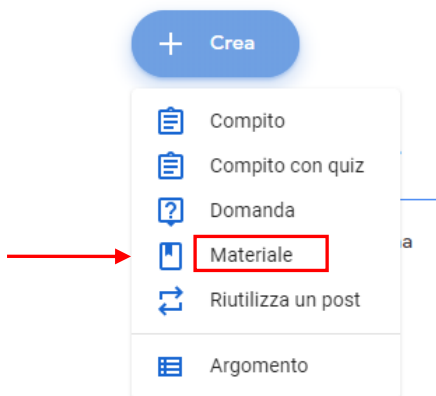 Crea
Compito
Compito con quiz
Domanda
Materiale
Riutilizza un post
Argomento